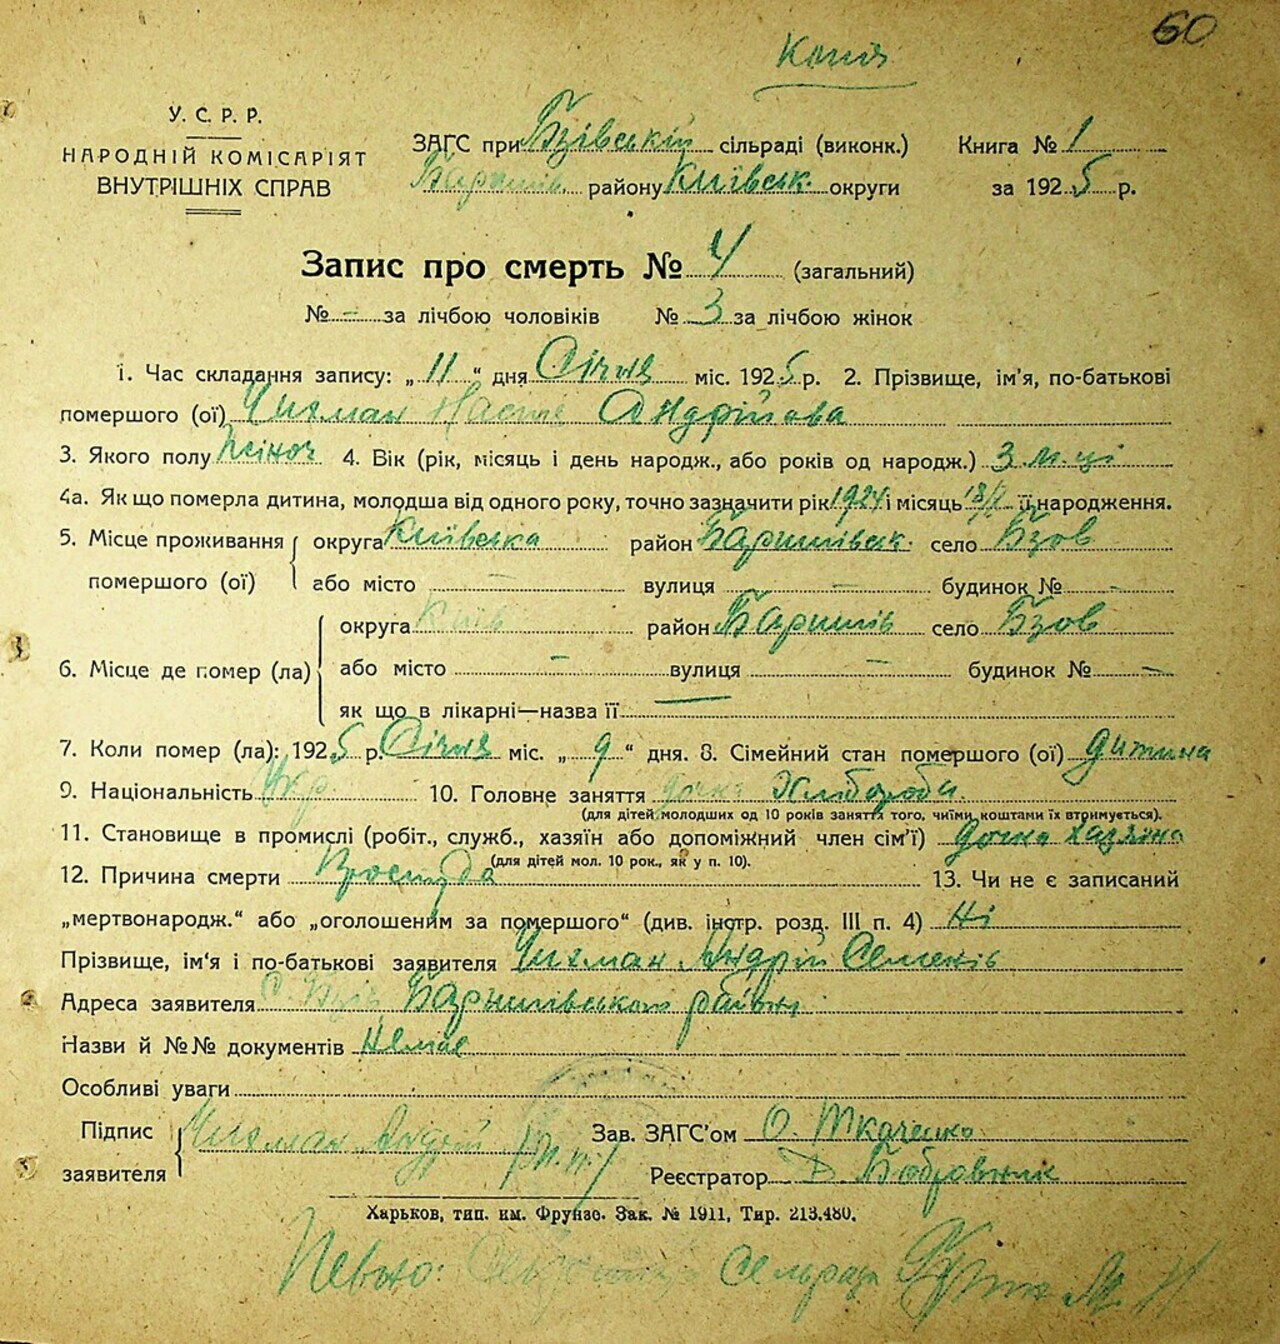 60
Копія
У. С. Р. Р.
НАРОДНІЙ КОМІСАРІЯТ
ВНУТРІШНІХ СПРАВ
ЗАГС при Бзівській сільраді (виконк.) Книга № 1
Баришів. району Київськ. округи за 1925 р.
Запис про смерть № 4 (загальний)
№ - за лічбою чоловіків № 3 за лічбою жінок
1. Час складання запису: „11“ дня Січня міс. 1925 р. 2. Прізвище, ім'я, по-батькові
помершого (ої) Чихман Настя Андрійова
3. Якого полу жіноч 4. Вік (рік, місяць і день народж., або років од народж.) 3 м-ці
4а. Як що померла дитина, молодша від одного року, точно зазначити рік 1924 і місяць її народження.
5. Місце проживання помершого (ої) округа Київська район Баришівськ. село Бзов
або місто — вулиця — будинок № -
6. Місце де помер (ла) округа Київ район Баришів село Бзов
або місто — вулиця — будинок № —
як що в лікарні—назва її —
7. Коли помер (ла): 1925 р. Січня міс. „9“ дня. 8. Сімейний стан помершого (ої) дитина
9. Національність Укр. 10. Головне заняття дочка Хлібороба.
(для дітей молодших од 10 років заняття того, чиїми коштами їх втримується).
11. Становище в промислі (робіт., служб., хазяїн або допоміжний член сім'ї) дочка хазяїна
(для дітей мол. 10 рок., як у п. 10).
12. Причина смерти Простуда 13. Чи не є записаний
„мертвонародж.“ або „оголошеним за помершого“ (див. інстр. розд. III п. 4) Ні
Прізвище, ім'я і по-батькові заявителя Чихман Андрій Семенів
Адреса заявителя С. Бзів Баришівського району
Назви й №№ документів Немає
Особливі уваги
Підпис заявителя Чихман Андрій Зав. ЗАГС'ом О. Ткаченко
Реєстратор Д. Бобровник
Харьков, тип. им. Фрунзе. Зак. № 1911, Тир. 213.480.
Сельради